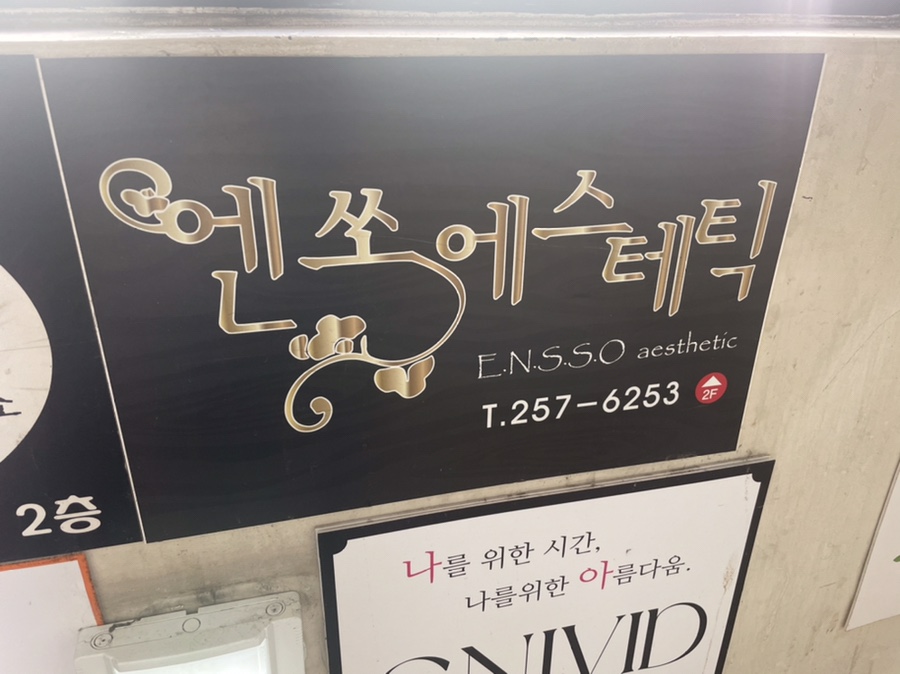 엔쏘에스테틱
E.N.S.S.O aesthetic
T.257-6253 2F
2층
나를 위한 시간,
나를위한 아름다움.